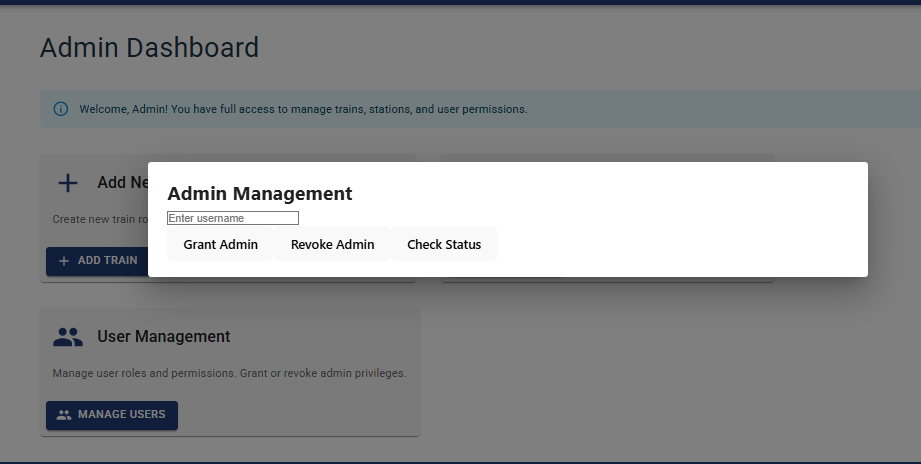 Admin Dashboard
Welcome, Admin! You have full access to manage trains, stations, and user permissions.
Add Ne
Create new train ro
ADD TRAIN
Admin Management
Enter username
Grant Admin Revoke Admin Check Status
User Management
Manage user roles and permissions. Grant or revoke admin privileges.
MANAGE USERS